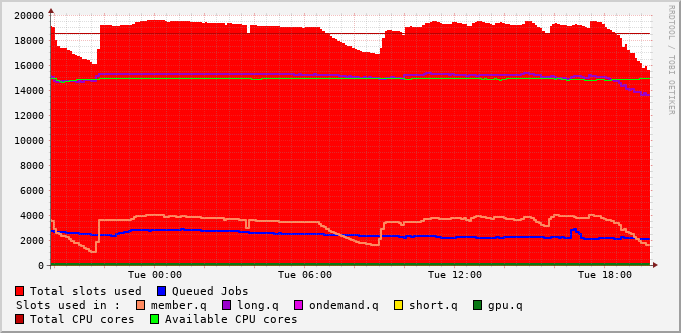 20000
18000
16000
14000
12000
10000
8000
6000
4000
2000
0
Tue 00:00 Tue 06:00 Tue 12:00 Tue 18:00
Total slots used Queued Jobs
Slots used in : member.q long.q ondemand.q short.q gpu.q
Total CPU cores Available CPU cores
RRDTOOL / TOBI OETIKER